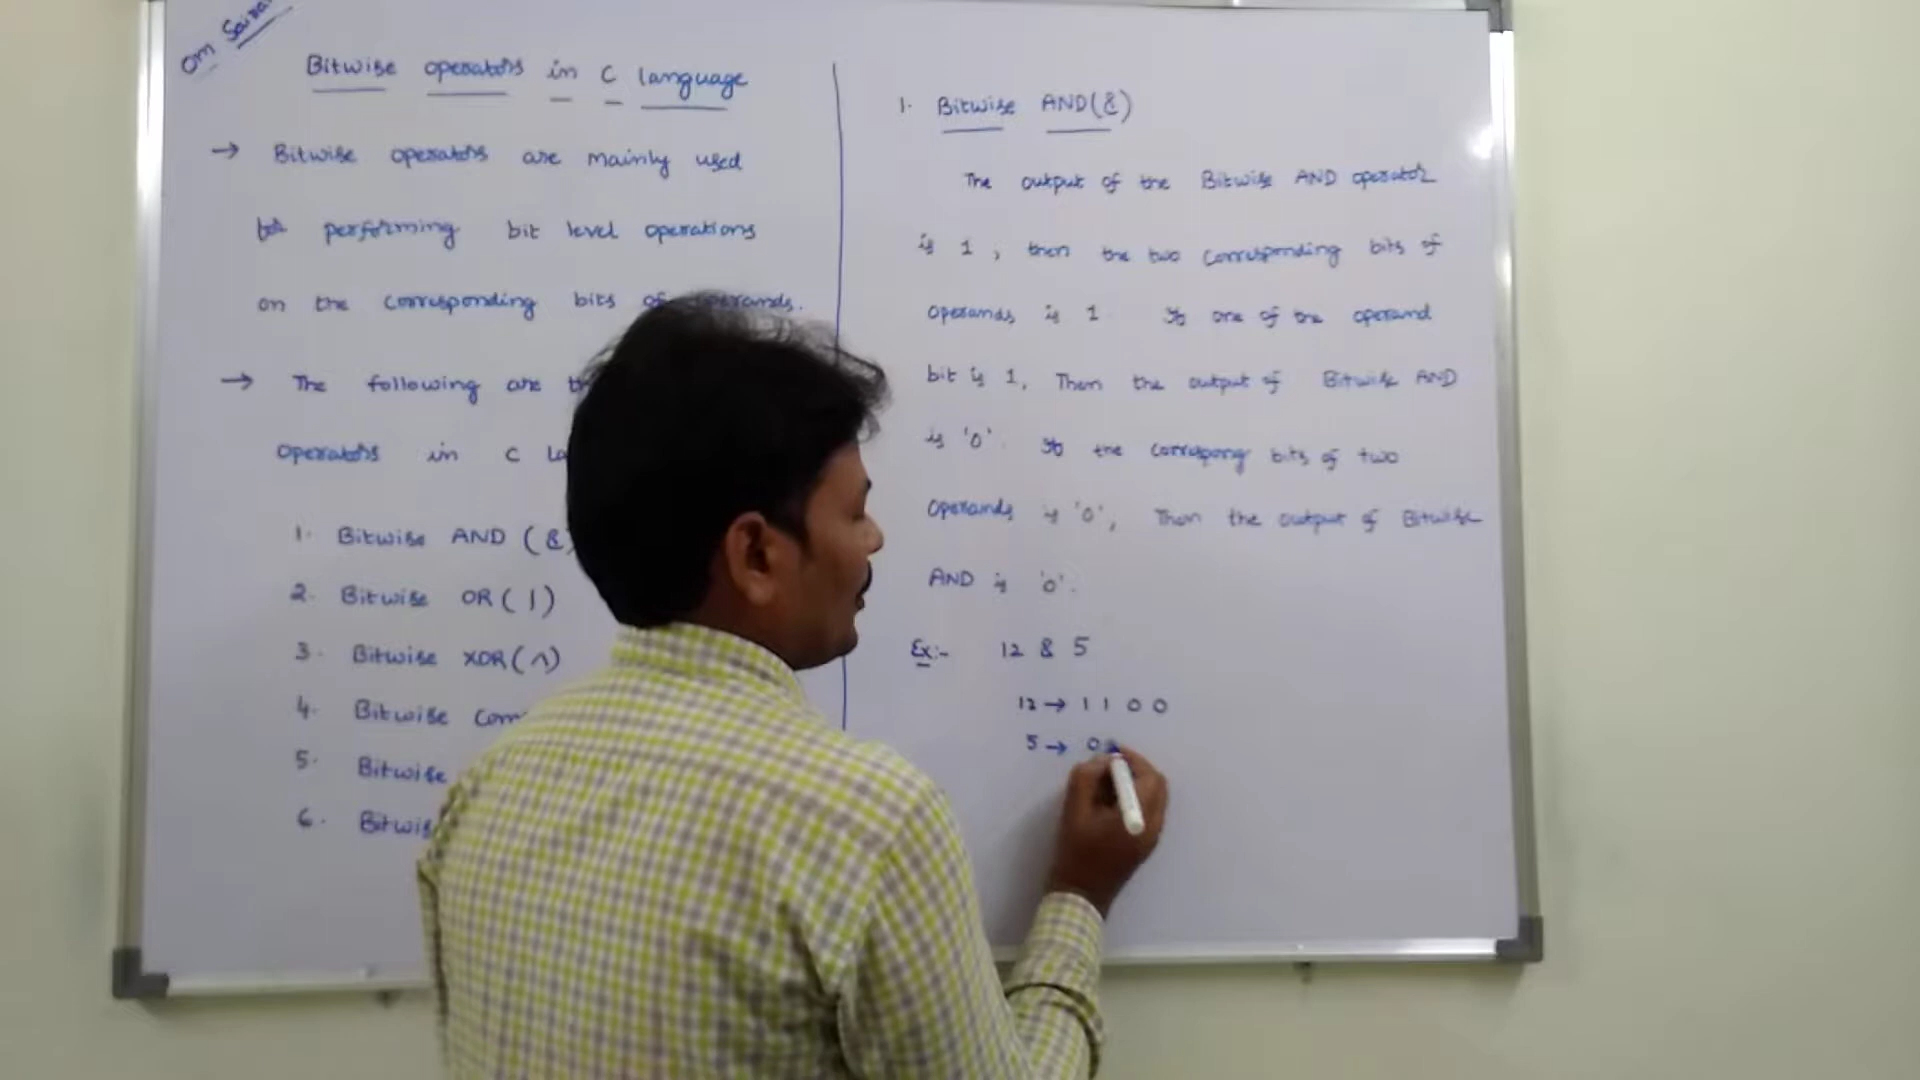 Om Saira
Bitwise operators in C language
→ Bitwise operators are mainly used
for performing bit level operations
on the corresponding bits of operands.
→ The following are
operators in C La
1. Bitwise AND (&)
2. Bitwise OR ( | )
3. Bitwise XOR (^)
4. Bitwise Com
5. Bitwise
6. Bitwis
1. Bitwise AND(&)
The output of the Bitwise AND operator
is 1, then the two corresponding bits of
operands is 1 If one of the operand
bit is 1, Then the output of Bitwise AND
is '0'. If the correspong bits of two
operands is '0', Then the output of Bitwise
AND is '0'.
Ex:- 12 & 5
12 → 1 1 0 0
5 → 0